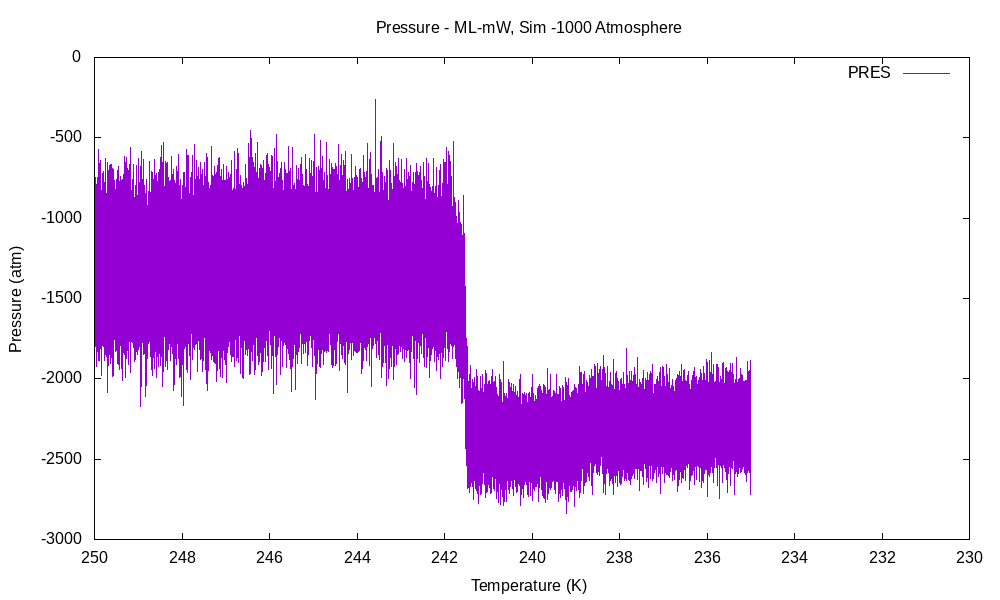 Pressure - ML-mW, Sim -1000 Atmosphere
PRES
0
-500
-1000
-1500
-2000
-2500
-3000
Pressure (atm)
250 248 246 244 242 240 238 236 234 232 230
Temperature (K)